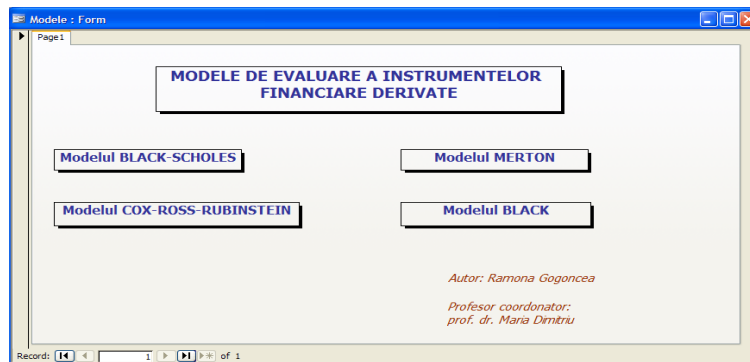 Modele : Form
Page1
MODELE DE EVALUARE A INSTRUMENTELOR
FINANCIARE DERIVATE
Modelul BLACK-SCHOLES
Modelul MERTON
Modelul COX-ROSS-RUBINSTEIN
Modelul BLACK
Autor: Ramona Gogoncea
Profesor coordonator:
prof. dr. Maria Dimitriu
Record: 1 of 1